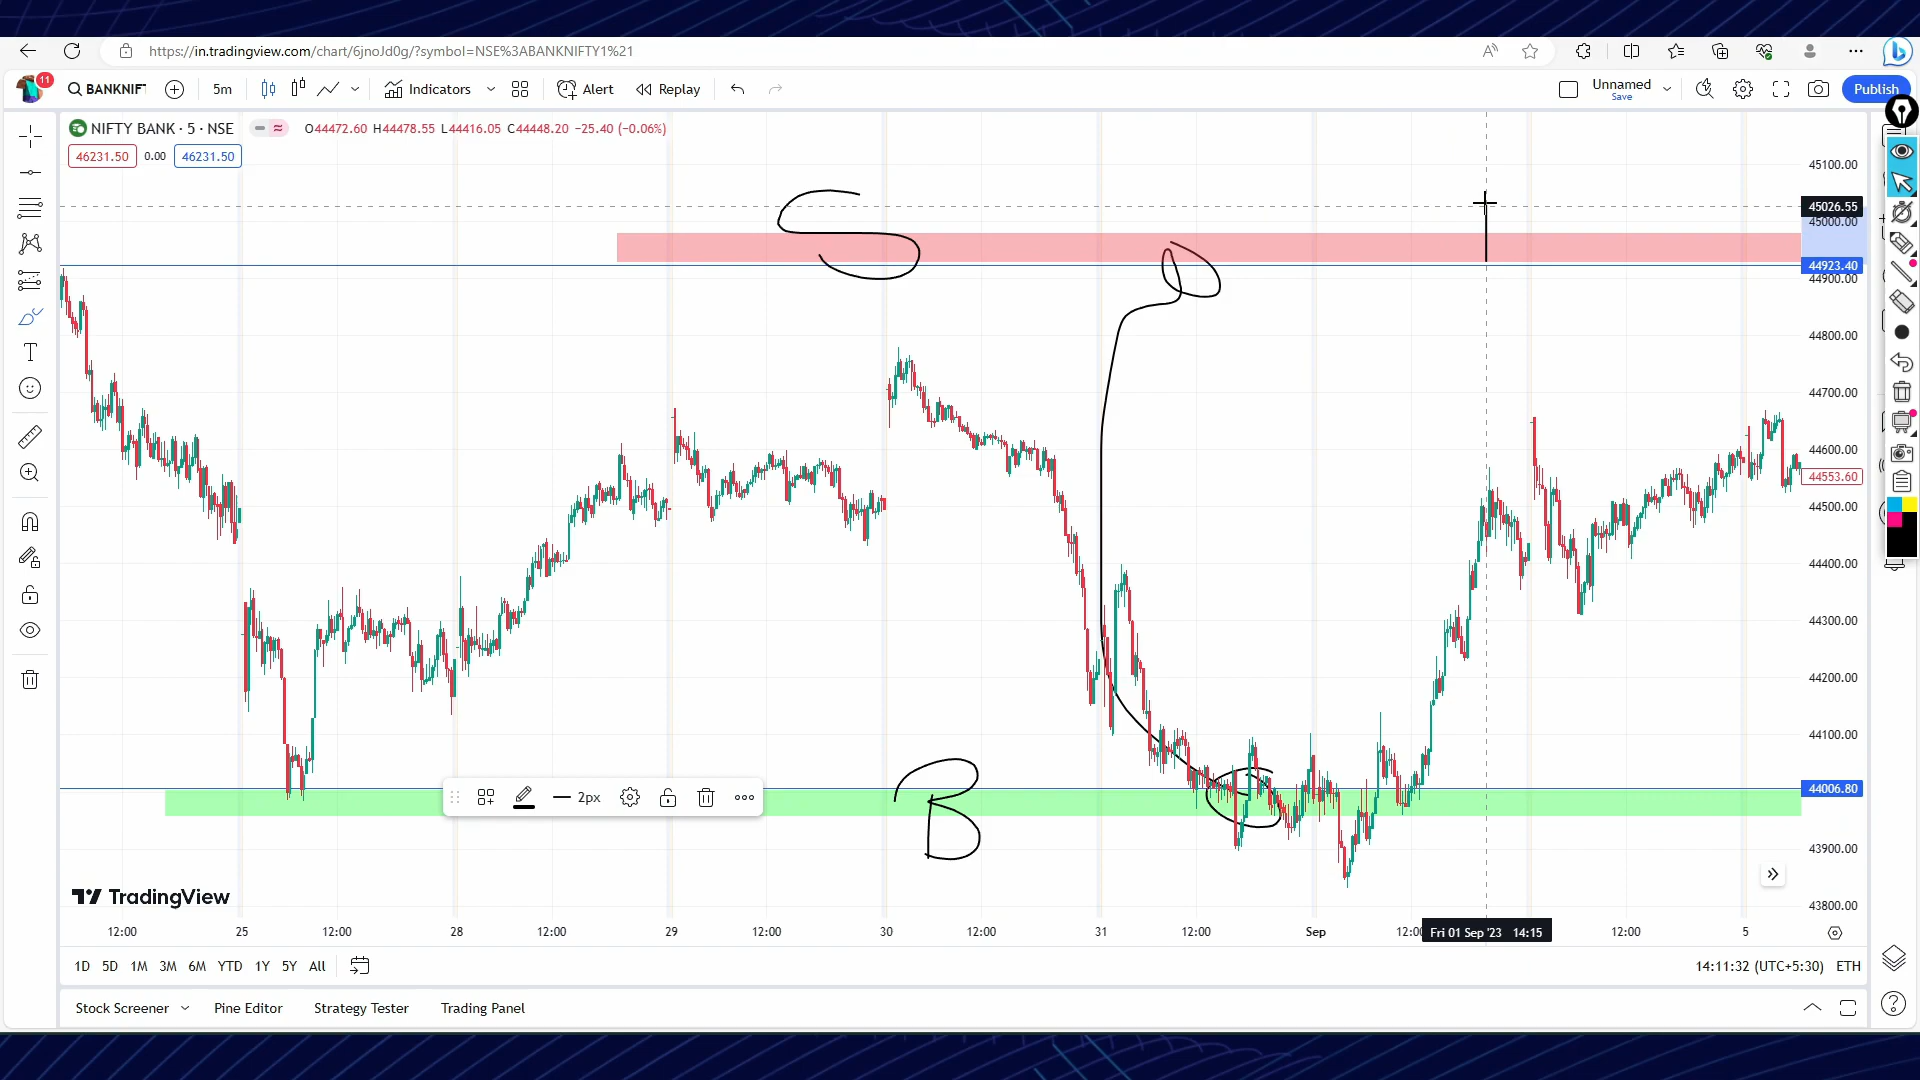 https://in.tradingview.com/chart/6jnoJd0g/?symbol=NSE%3ABANKNIFTY1%21
11
BANKNIFT
5m
Indicators
Alert
Replay
Unnamed
Save
Publish
NIFTY BANK · 5 · NSE
O44472.60 H44478.55 L44416.05 C44448.20 −25.40 (−0.06%)
46231.50
0.00
46231.50
S
B
45100.00
45026.55
45000.00
44923.40
44900.00
44800.00
44700.00
44600.00
44553.60
44500.00
44400.00
44300.00
44200.00
44100.00
44006.80
43900.00
43800.00
2px
TradingView
12:00
25
12:00
28
12:00
29
12:00
30
12:00
31
12:00
Sep
12:00
Fri 01 Sep '23 14:15
12:00
5
1D 5D 1M 3M 6M YTD 1Y 5Y All
14:11:32 (UTC+5:30) ETH
Stock Screener
Pine Editor
Strategy Tester
Trading Panel